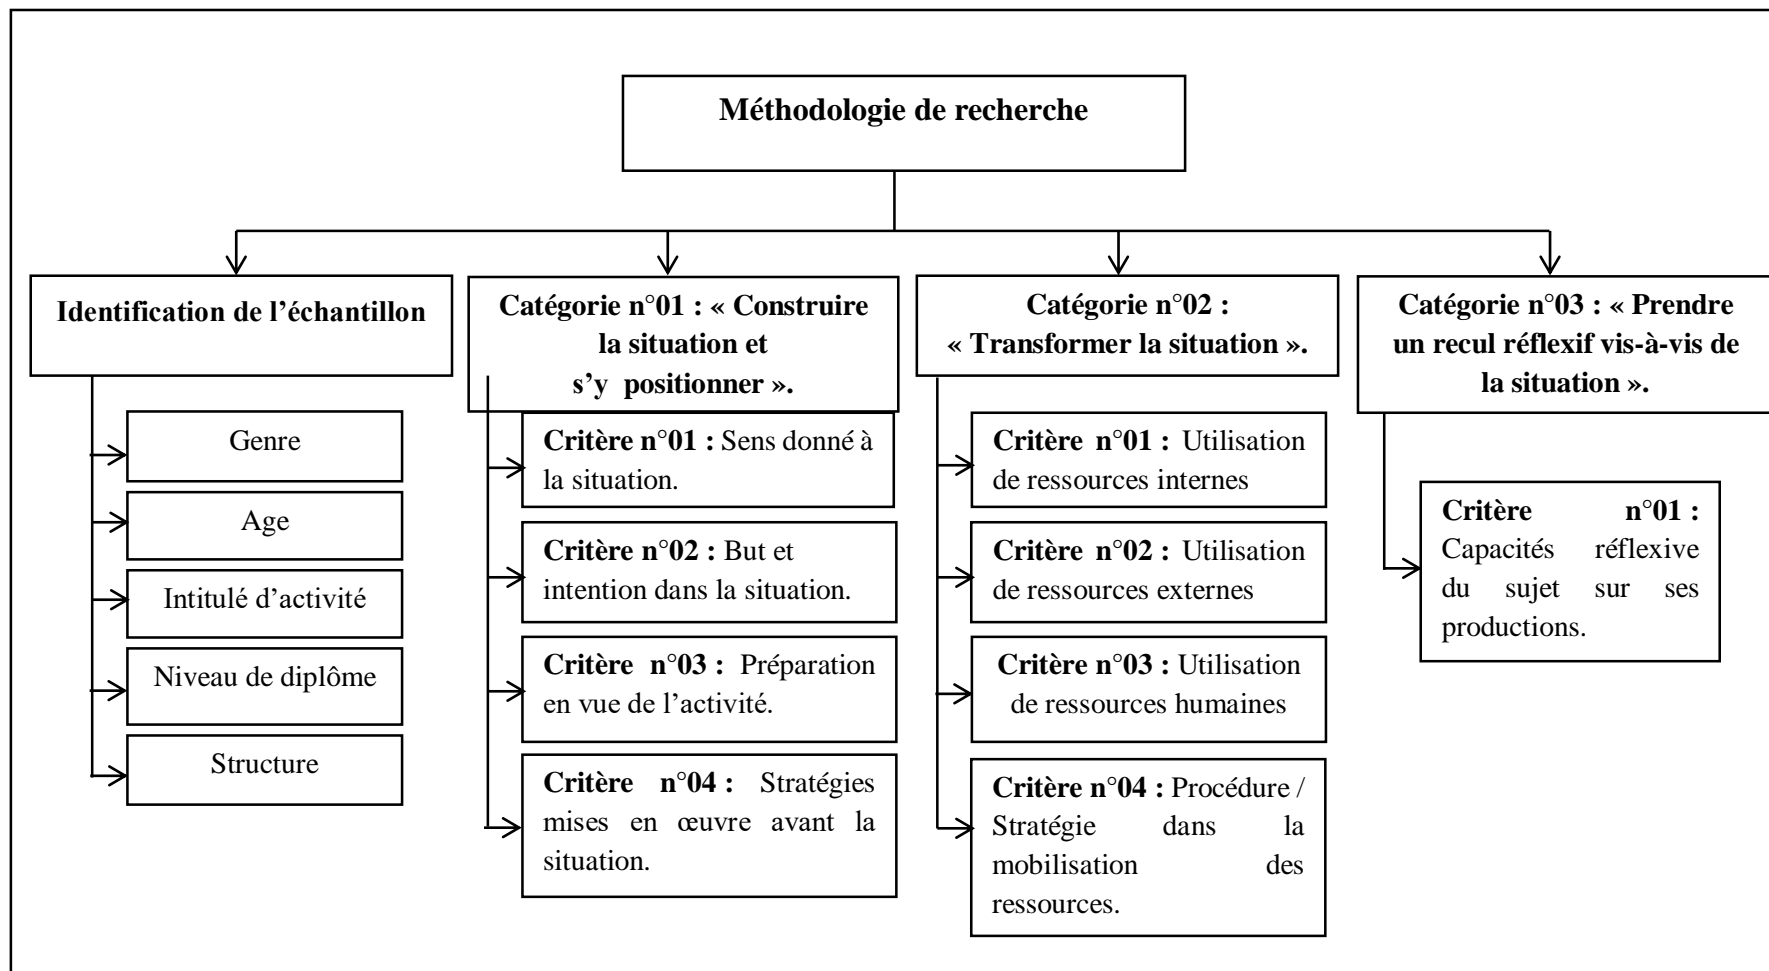 Méthodologie de recherche
Identification de l’échantillon
Genre
Age
Intitulé d’activité
Niveau de diplôme
Structure
Catégorie n°01 : « Construire
la situation et
s’y positionner ».
Critère n°01 : Sens donné à
la situation.
Critère n°02 : But et
intention dans la situation.
Critère n°03 : Préparation
en vue de l’activité.
Critère n°04 : Stratégies
mises en œuvre avant la
situation.
Catégorie n°02 :
« Transformer la situation ».
Critère n°01 : Utilisation
de ressources internes
Critère n°02 : Utilisation
de ressources externes
Critère n°03 : Utilisation
de ressources humaines
Critère n°04 : Procédure /
Stratégie dans la
mobilisation des
ressources.
Catégorie n°03 : « Prendre
un recul réflexif vis-à-vis de
la situation ».
Critère n°01 :
Capacités réflexive
du sujet sur ses
productions.